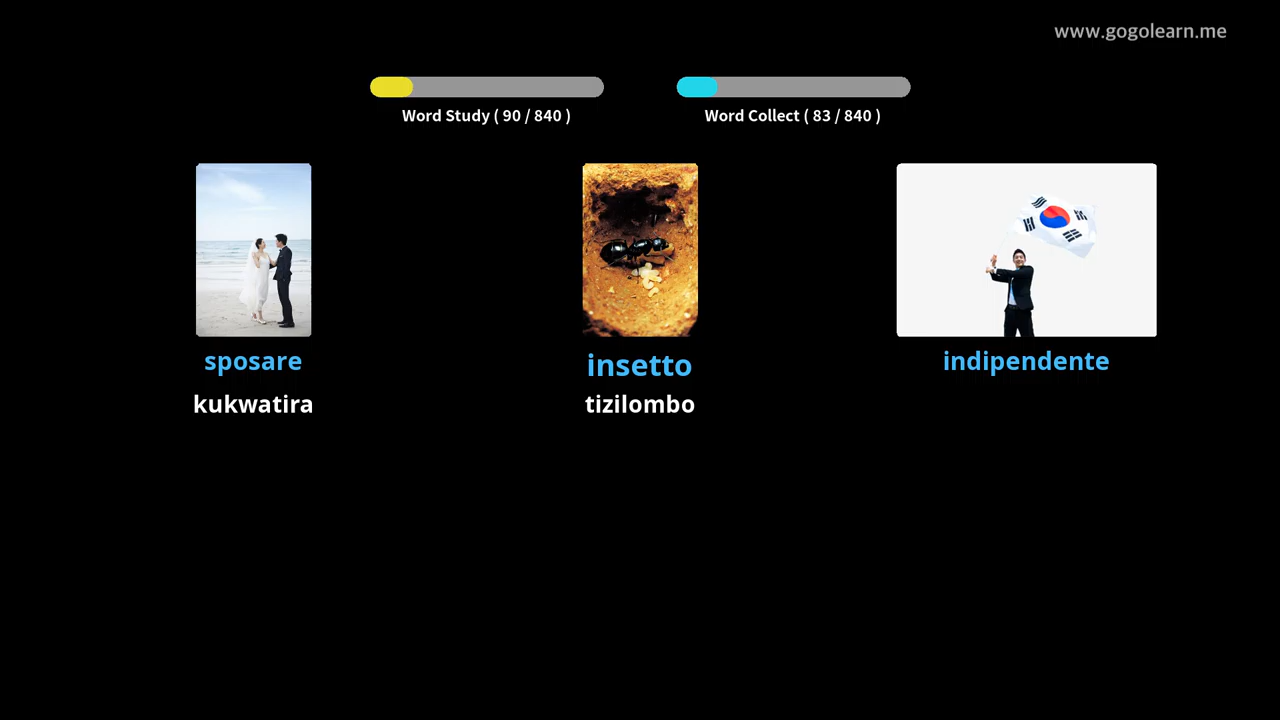 www.gogolearn.me
Word Study ( 90 / 840 )
Word Collect ( 83 / 840 )
sposare
kukwatira
insetto
tizilombo
indipendente